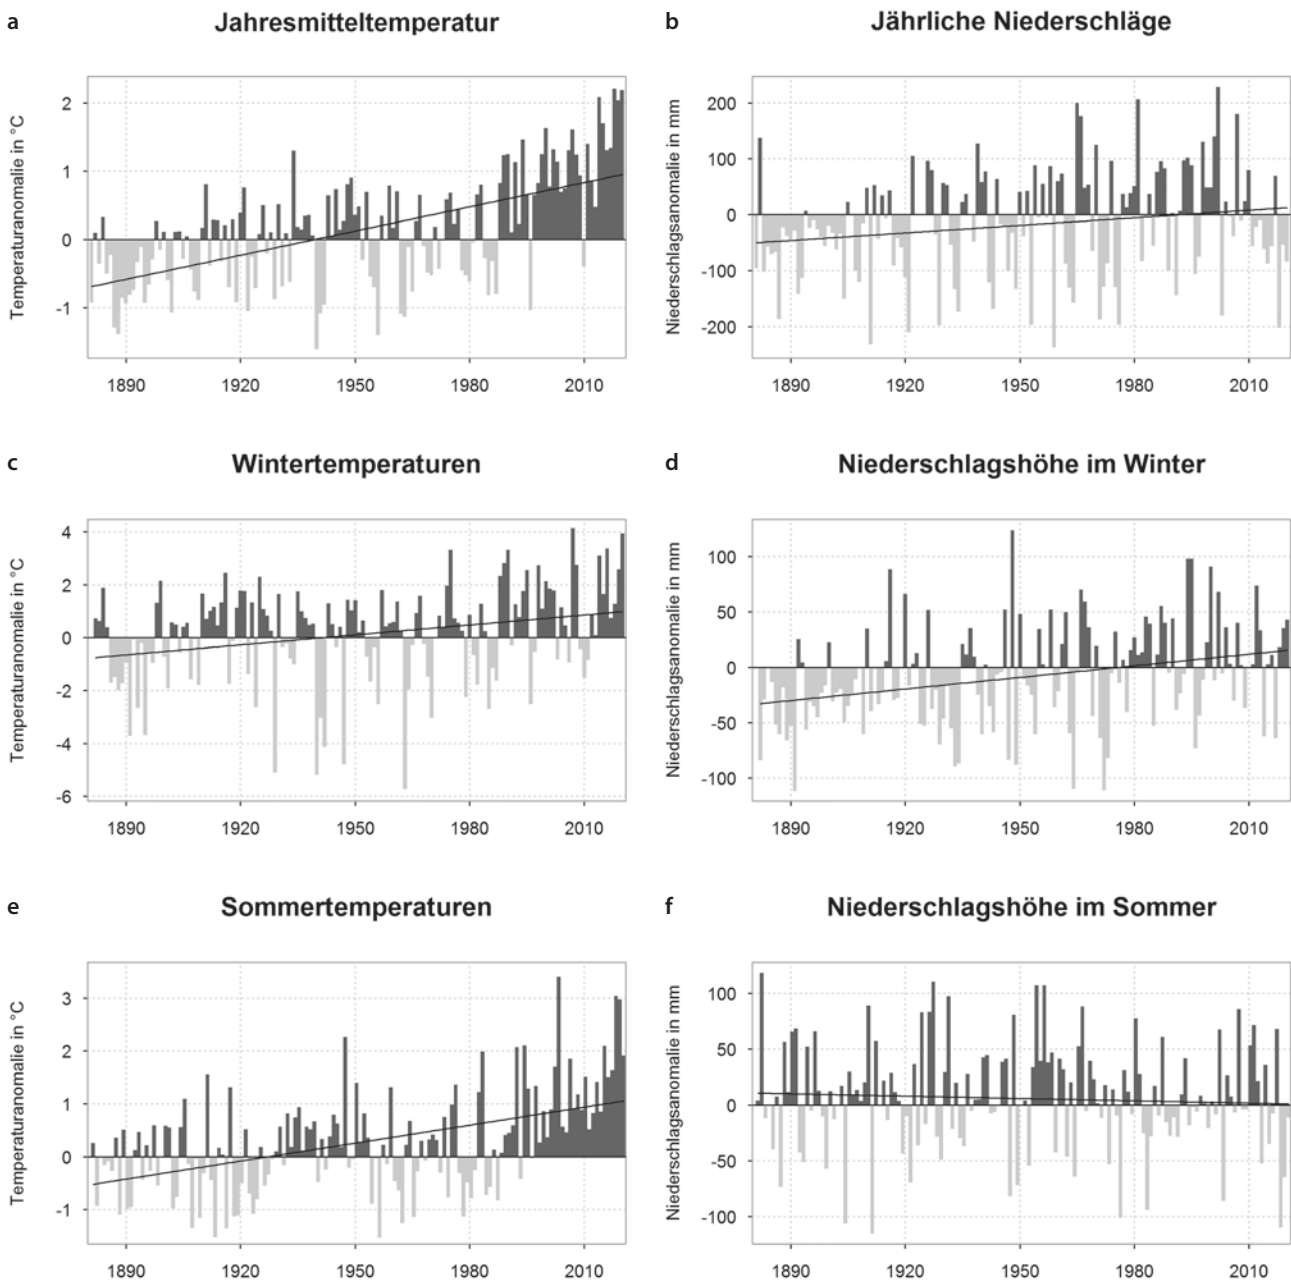 a
Jahresmitteltemperatur
Temperaturanomalie in °C
2
1
0
-1
1890 1920 1950 1980 2010
b
Jährliche Niederschläge
Niederschlagsanomalie in mm
200
100
0
-100
-200
1890 1920 1950 1980 2010
c
Wintertemperaturen
Temperaturanomalie in °C
4
2
0
-2
-4
-6
1890 1920 1950 1980 2010
d
Niederschlagshöhe im Winter
Niederschlagsanomalie in mm
100
50
0
-50
-100
1890 1920 1950 1980 2010
e
Sommertemperaturen
Temperaturanomalie in °C
3
2
1
0
-1
1890 1920 1950 1980 2010
f
Niederschlagshöhe im Sommer
Niederschlagsanomalie in mm
100
50
0
-50
-100
1890 1920 1950 1980 2010